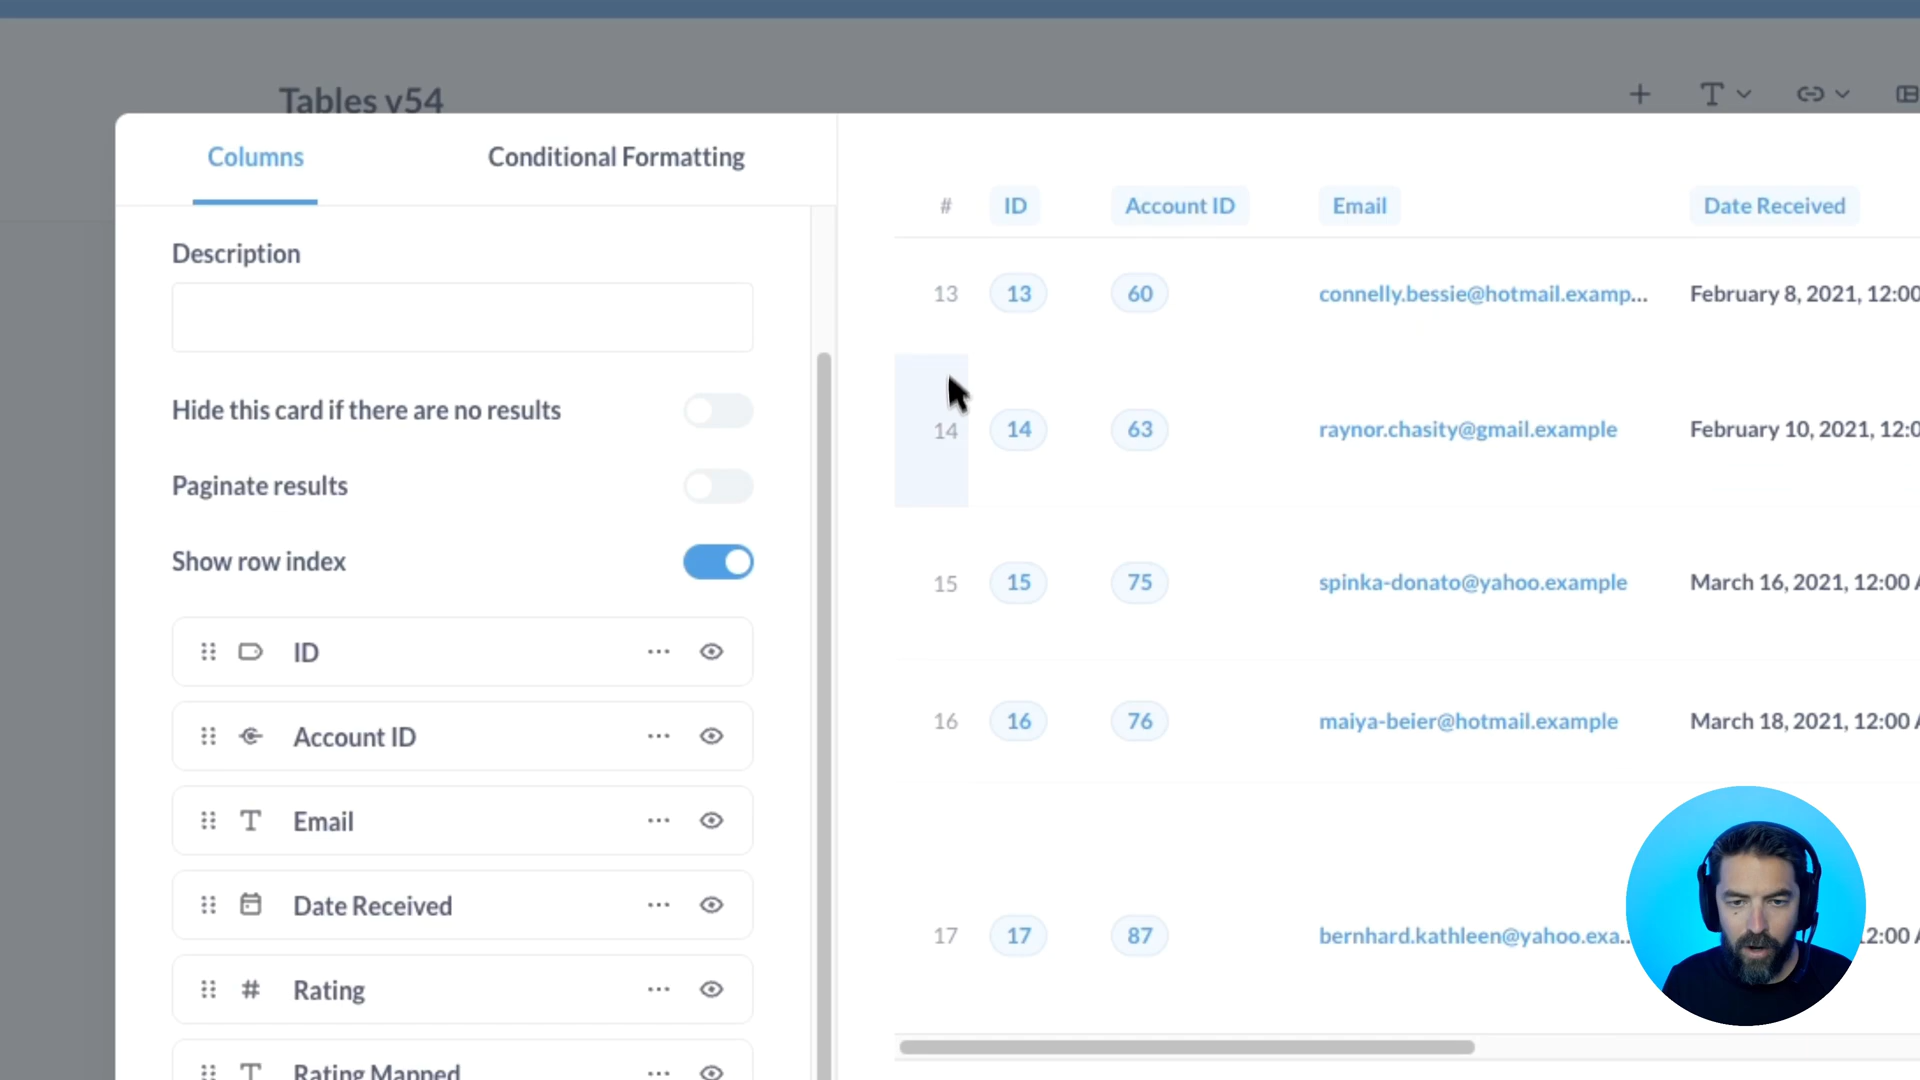 Tables v54
Columns
Conditional Formatting
Description
Hide this card if there are no results
Paginate results
Show row index
ID
Account ID
Email
Date Received
Rating
Rating Mapped
# ID Account ID Email Date Received
13 13 60 connelly.bessie@hotmail.examp... February 8, 2021, 12:00
14 14 63 raynor.chasity@gmail.example February 10, 2021, 12:0
15 15 75 spinka-donato@yahoo.example March 16, 2021, 12:00 A
16 16 76 maiya-beier@hotmail.example March 18, 2021, 12:00 A
17 17 87 bernhard.kathleen@yahoo.exa.. 12:00 A